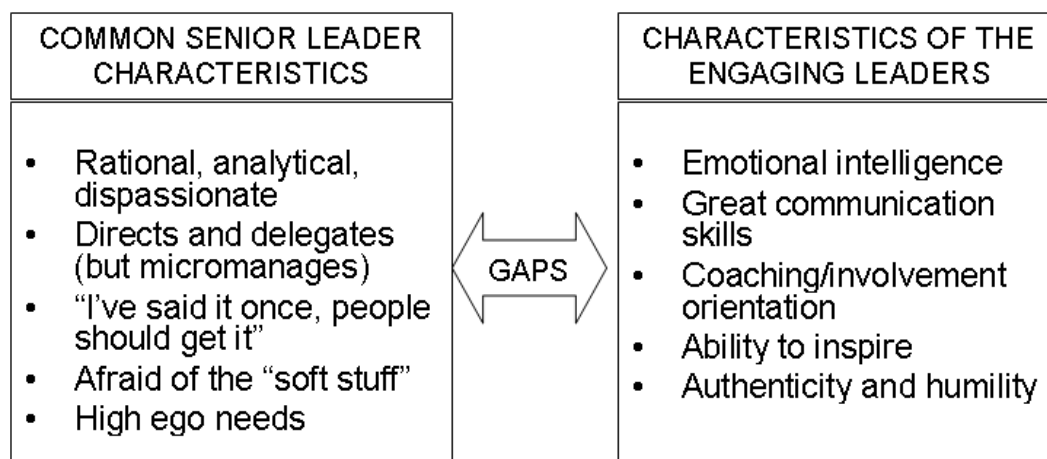 COMMON SENIOR LEADER
CHARACTERISTICS
• Rational, analytical,
dispassionate
• Directs and delegates
(but micromanages)
• “I’ve said it once, people
should get it”
• Afraid of the “soft stuff”
• High ego needs
GAPS
CHARACTERISTICS OF THE
ENGAGING LEADERS
• Emotional intelligence
• Great communication
skills
• Coaching/involvement
orientation
• Ability to inspire
• Authenticity and humility